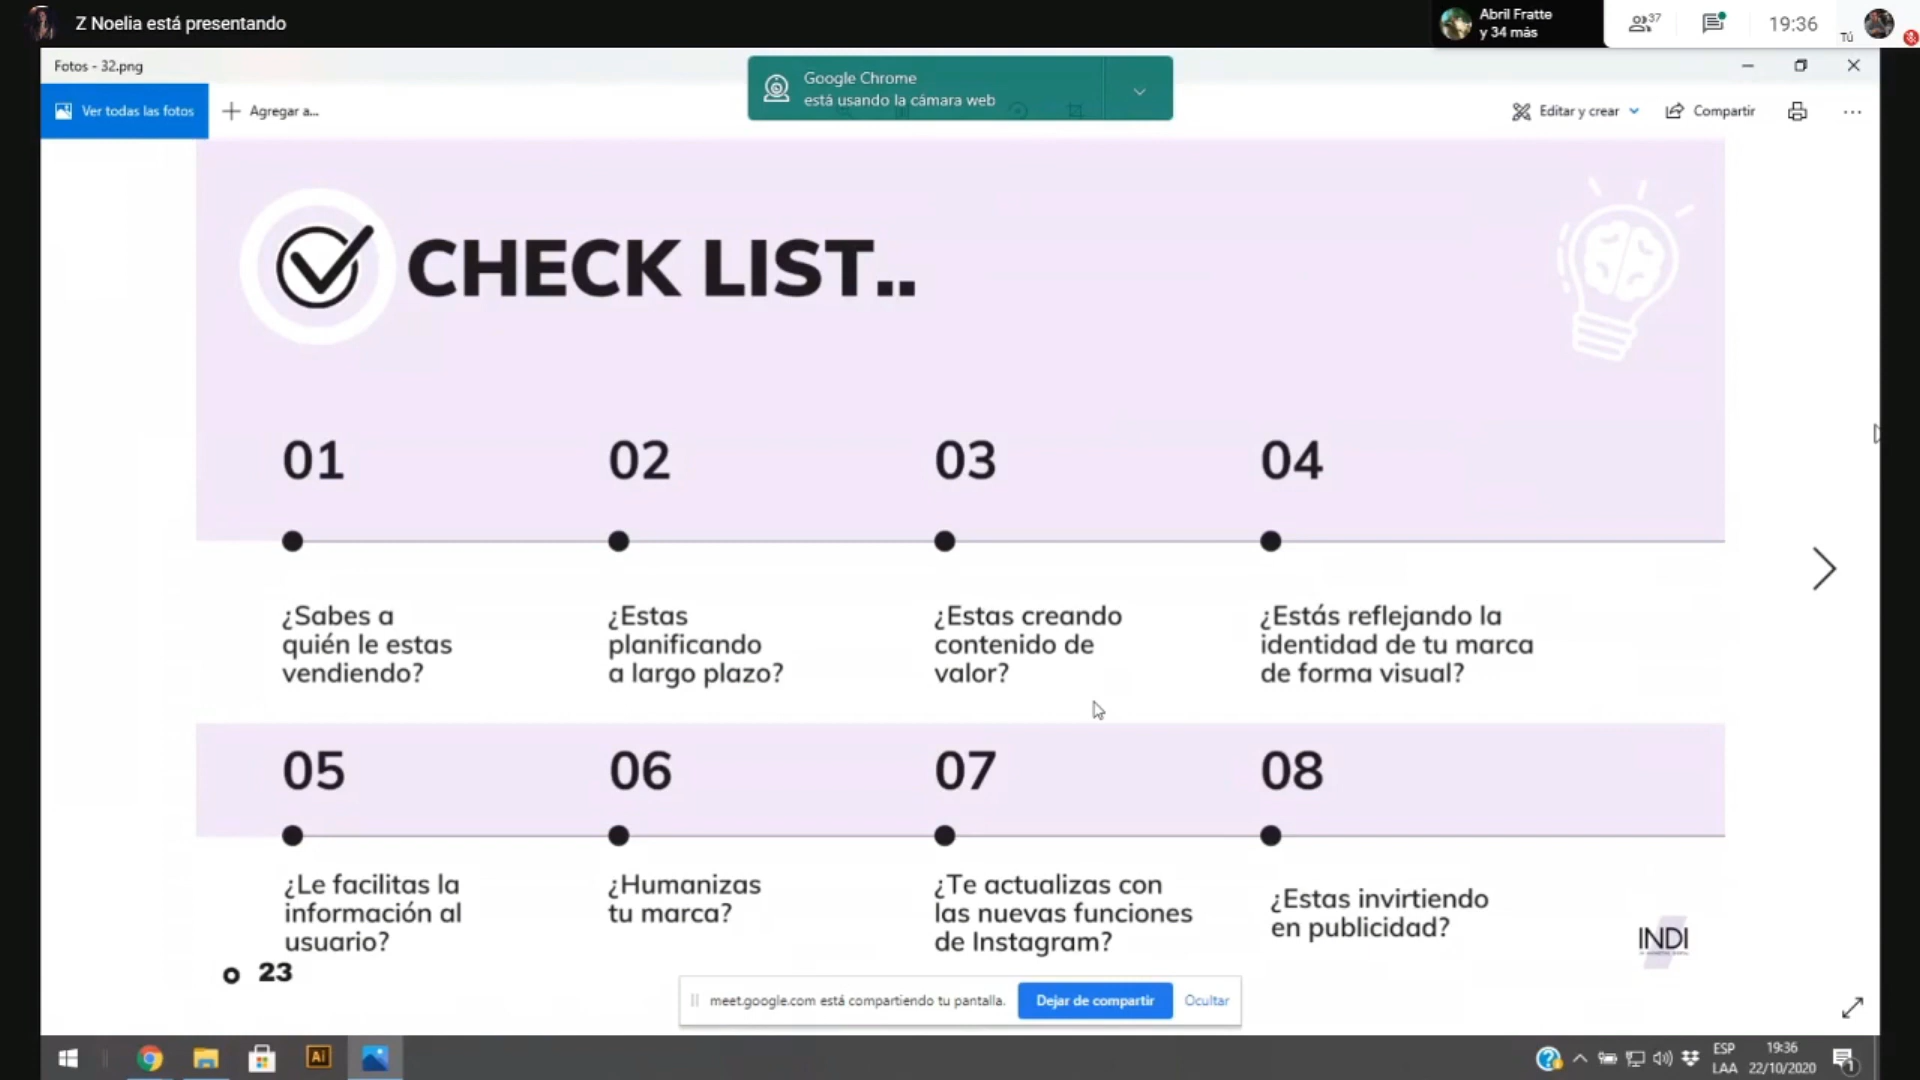 Z Noelia está presentando
Abril Fratte
y 34 más
37
19:36
Tú
Fotos - 32.png
Google Chrome
está usando la cámara web
Ver todas las fotos
Agregar a...
Editar y crear
Compartir
CHECK LIST..
01
02
03
04
¿Sabes a
quién le estas
vendiendo?
¿Estas
planificando
a largo plazo?
¿Estas creando
contenido de
valor?
¿Estás reflejando la
identidad de tu marca
de forma visual?
05
06
07
08
¿Le facilitas la
información al
usuario?
¿Humanizas
tu marca?
¿Te actualizas con
las nuevas funciones
de Instagram?
¿Estas invirtiendo
en publicidad?
INDI
23
meet.google.com está compartiendo tu pantalla.
Dejar de compartir
Ocultar
Ai
ESP
LAA
19:36
22/10/2020
1